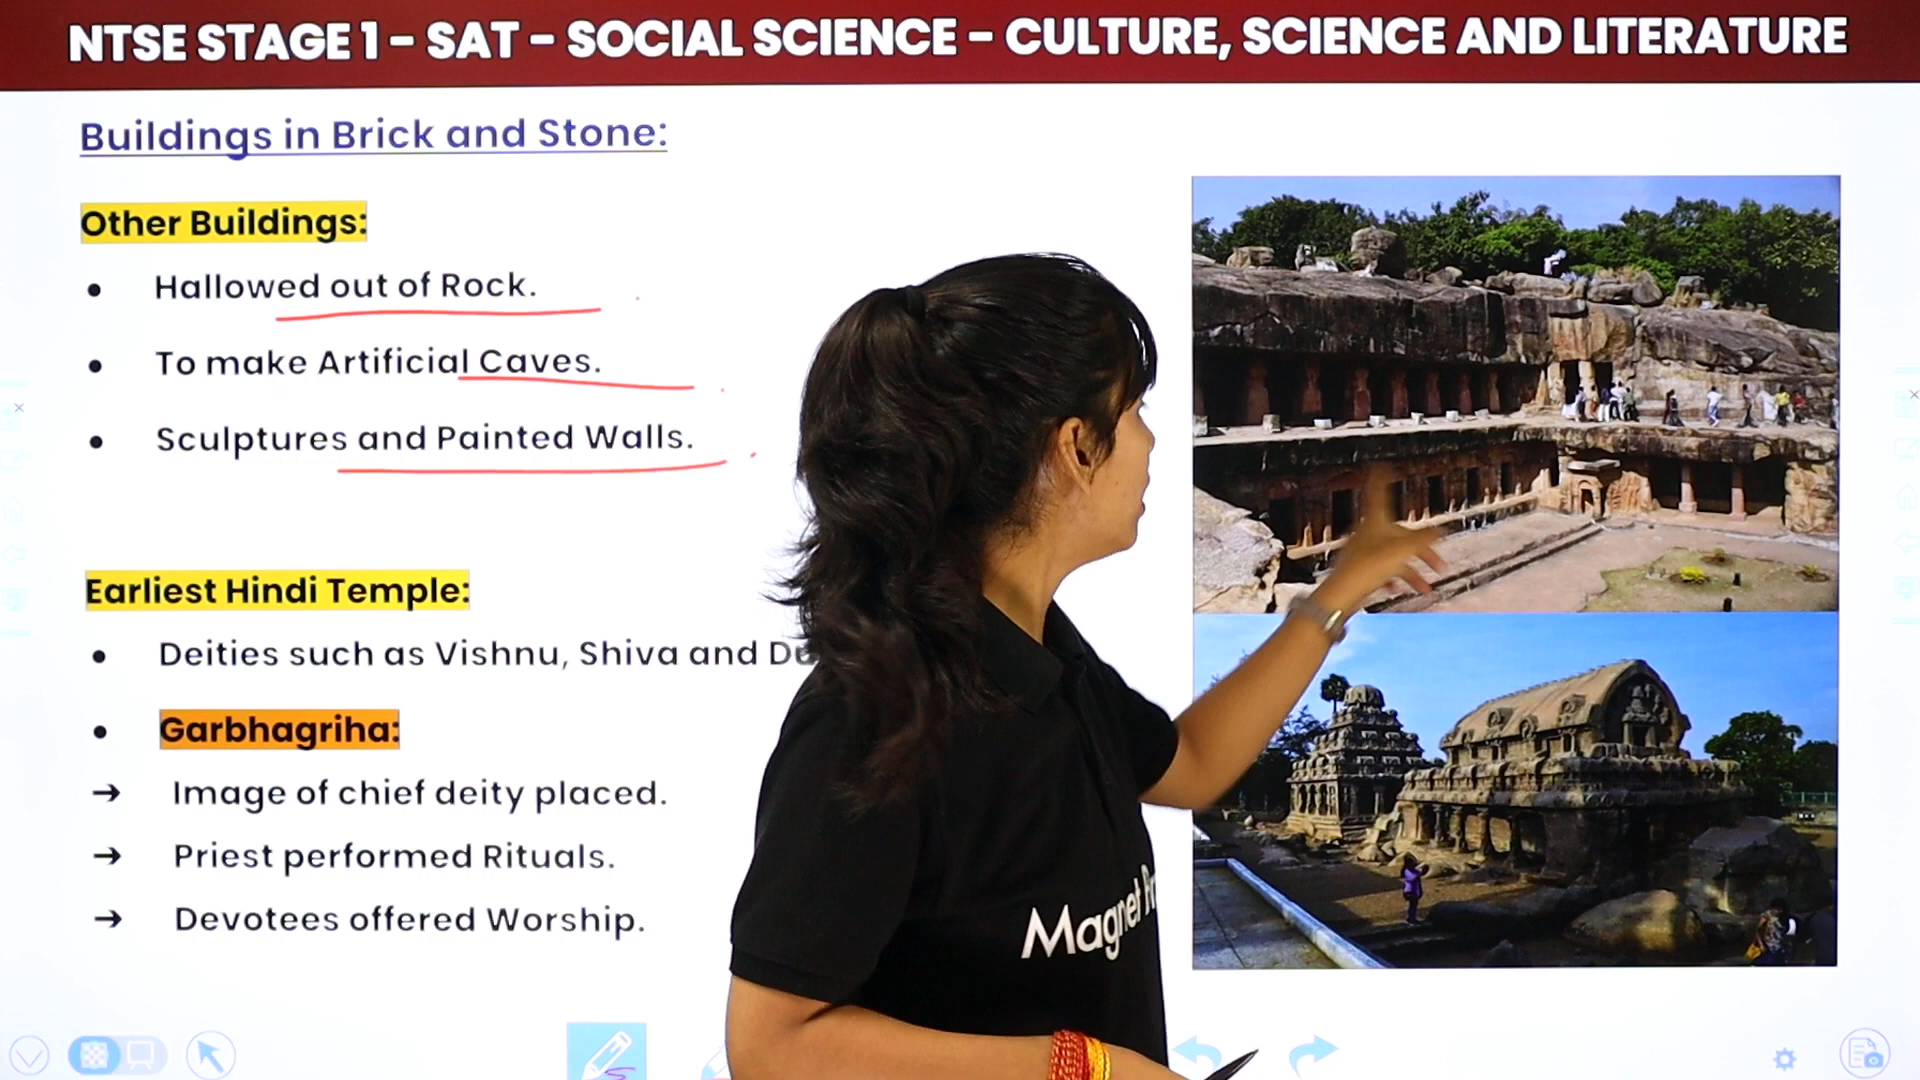 NTSE STAGE 1 - SAT - SOCIAL SCIENCE - CULTURE, SCIENCE AND LITERATURE
Buildings in Brick and Stone:
Other Buildings:
● Hallowed out of Rock.
● To make Artificial Caves.
● Sculptures and Painted Walls.
Earliest Hindi Temple:
● Deities such as Vishnu, Shiva and
● Garbhagriha:
→ Image of chief deity placed.
→ Priest performed Rituals.
→ Devotees offered Worship.
Magnet